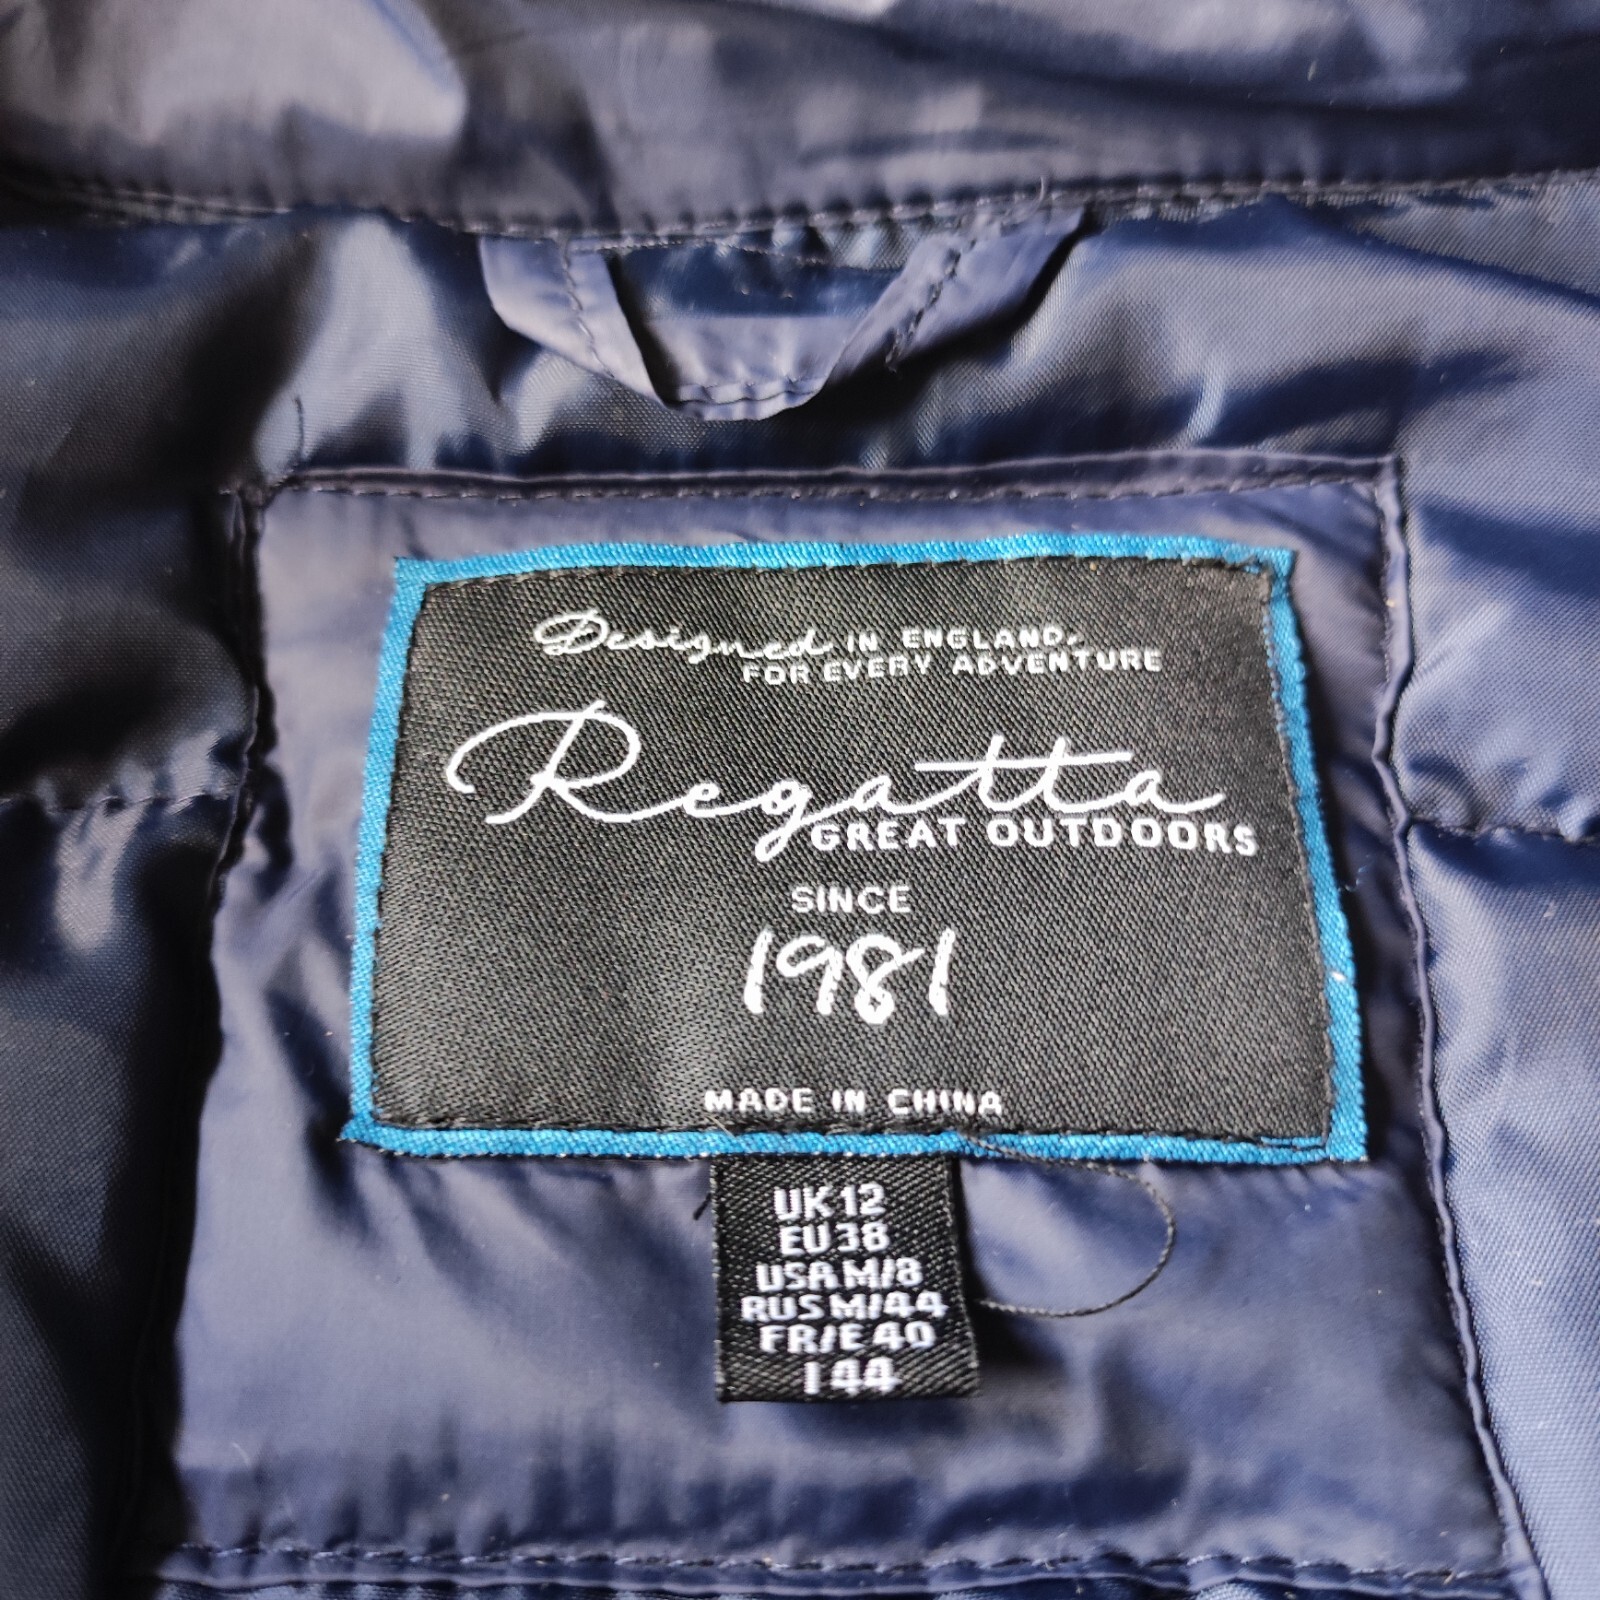 Designed IN ENGLAND,
FOR EVERY ADVENTURE
Regatta
GREAT OUTDOORS
SINCE
1981
MADE IN CHINA
UK 12
EU 38
USA M/8
RUS M/44
FR/E 40
I 44